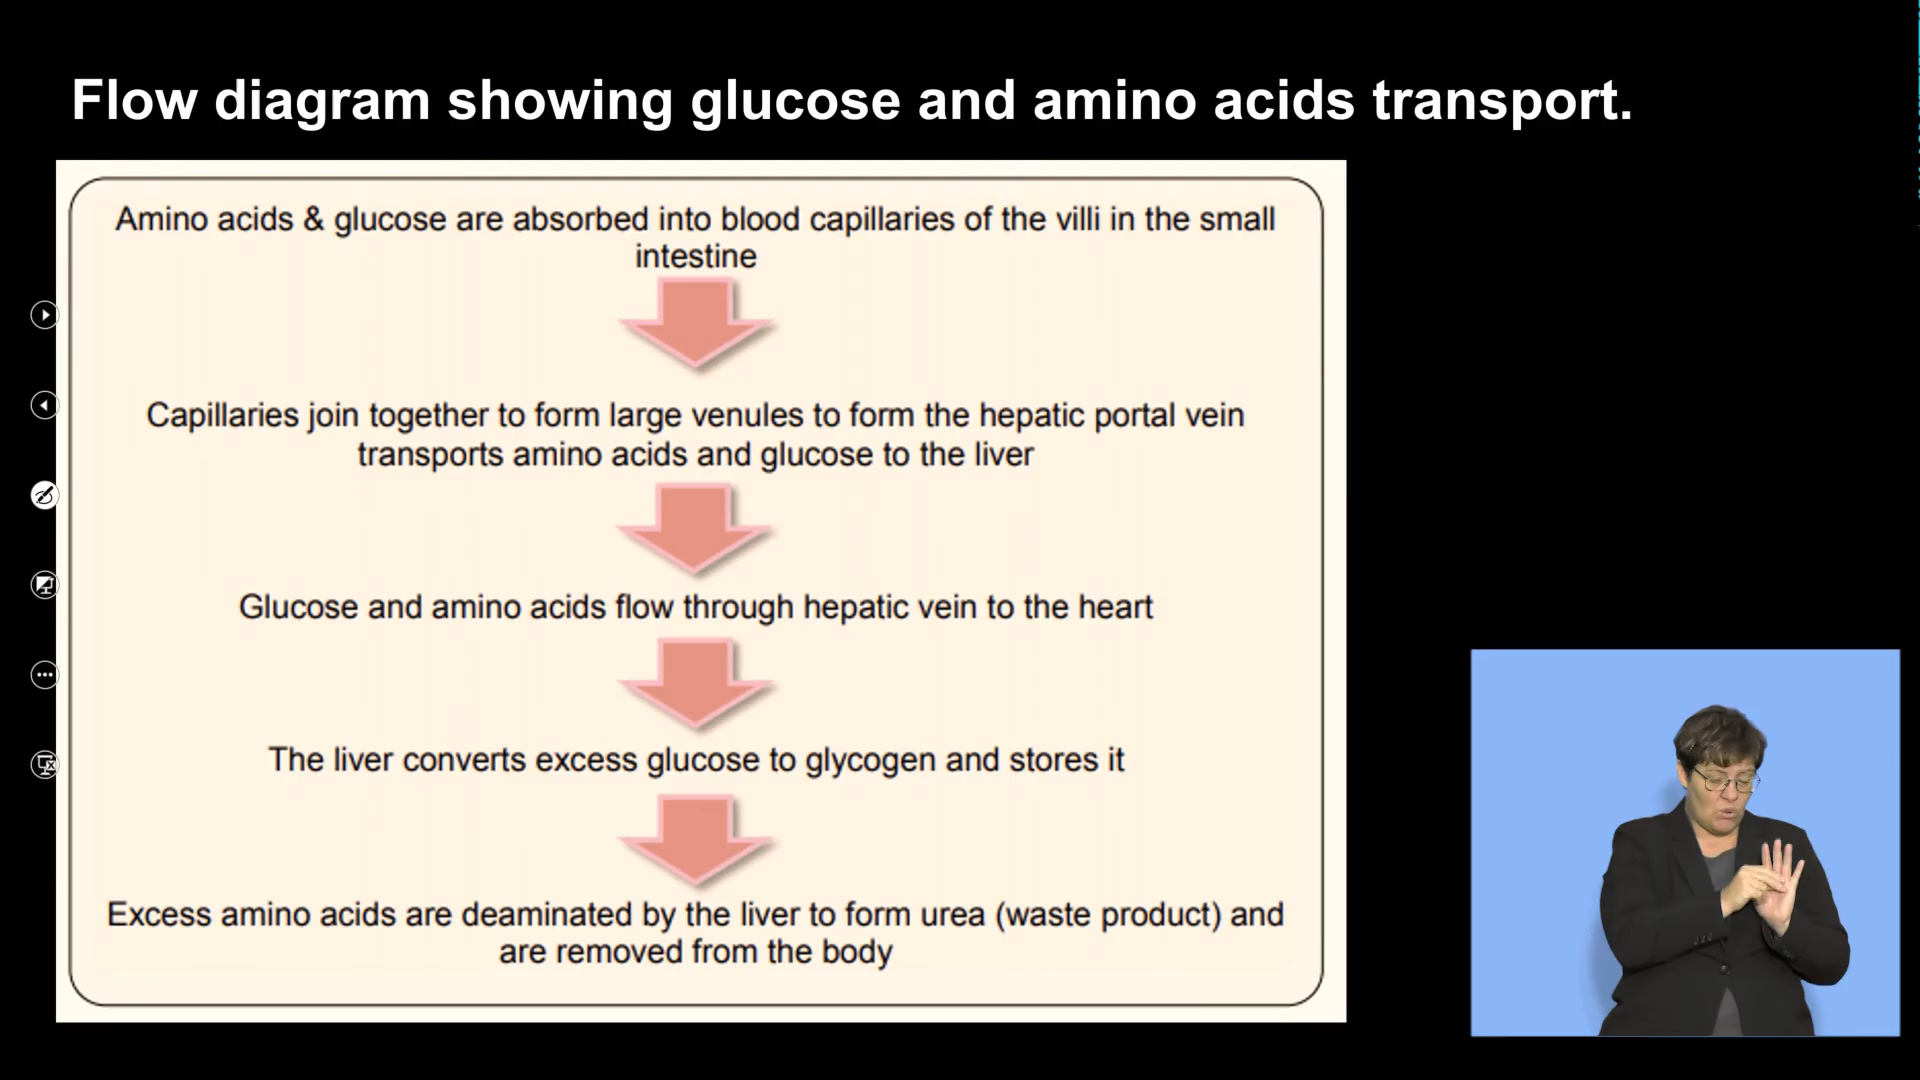 Flow diagram showing glucose and amino acids transport.
Amino acids & glucose are absorbed into blood capillaries of the villi in the small
intestine
Capillaries join together to form large venules to form the hepatic portal vein
transports amino acids and glucose to the liver
Glucose and amino acids flow through hepatic vein to the heart
The liver converts excess glucose to glycogen and stores it
Excess amino acids are deaminated by the liver to form urea (waste product) and
are removed from the body